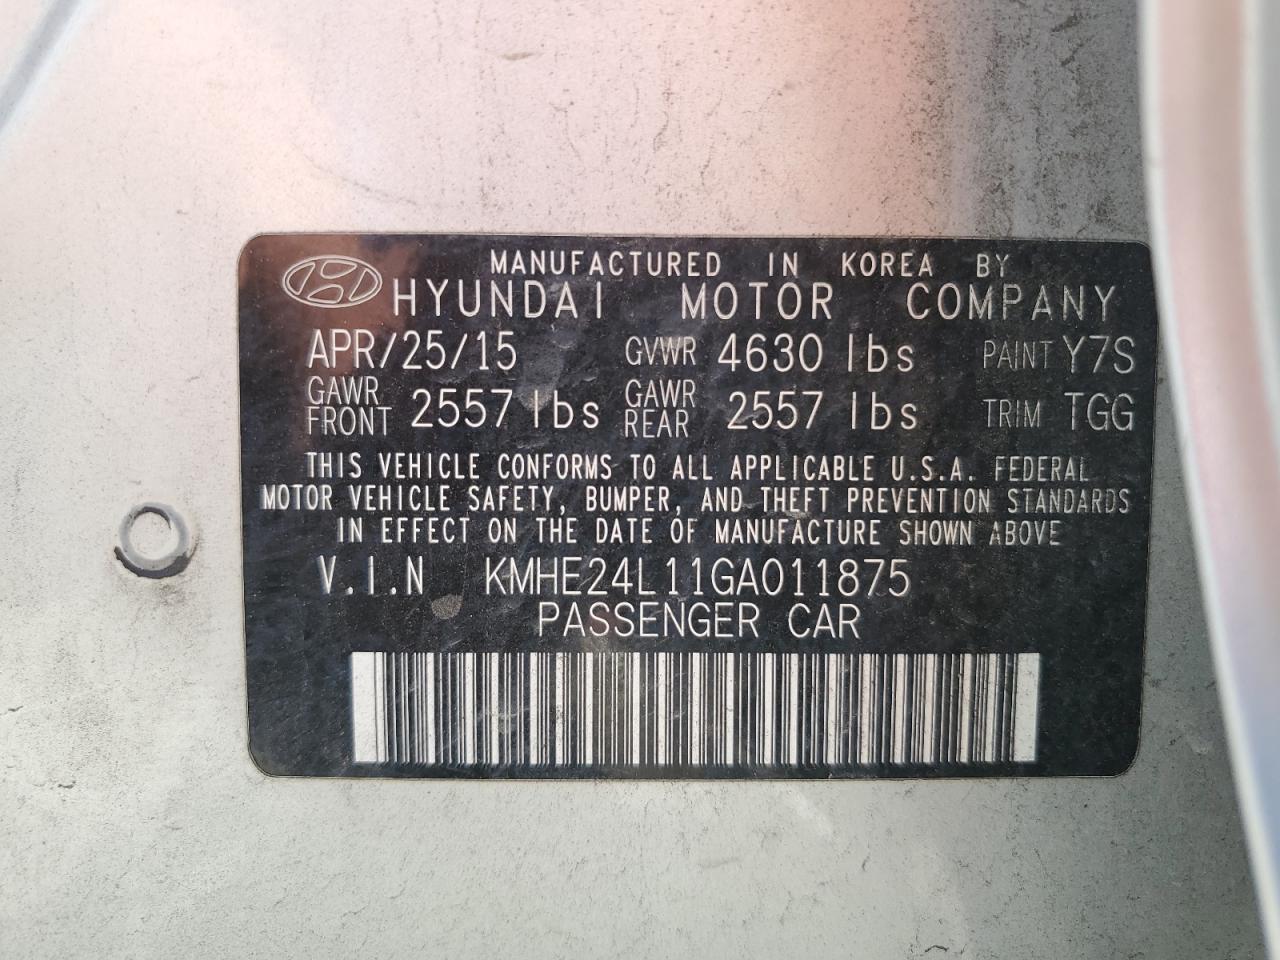 MANUFACTURED IN KOREA BY
HYUNDAI MOTOR COMPANY
APR/25/15 GVWR 4630 lbs PAINT Y7S
GAWR FRONT 2557 lbs GAWR REAR 2557 lbs TRIM TGG
THIS VEHICLE CONFORMS TO ALL APPLICABLE U.S.A. FEDERAL
MOTOR VEHICLE SAFETY, BUMPER, AND THEFT PREVENTION STANDARDS
IN EFFECT ON THE DATE OF MANUFACTURE SHOWN ABOVE
V.I.N KMHE24L11GA011875
PASSENGER CAR